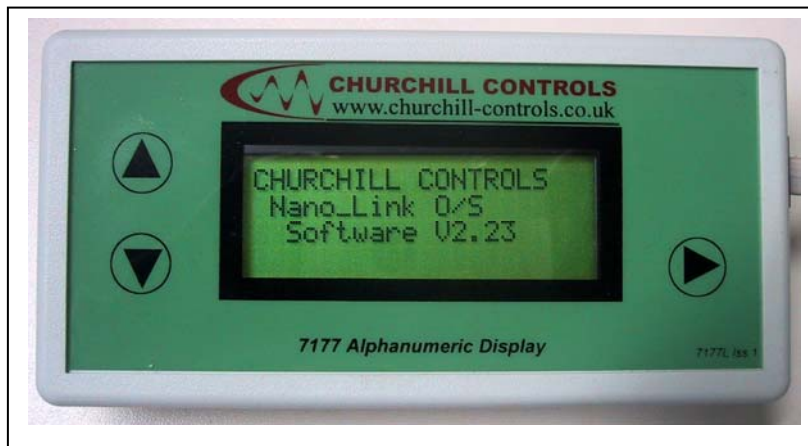 CHURCHILL CONTROLS
www.churchill-controls.co.uk
CHURCHILL CONTROLS
Nano_Link O/S
Software V2.23
7177 Alphanumeric Display
7177L Iss 1